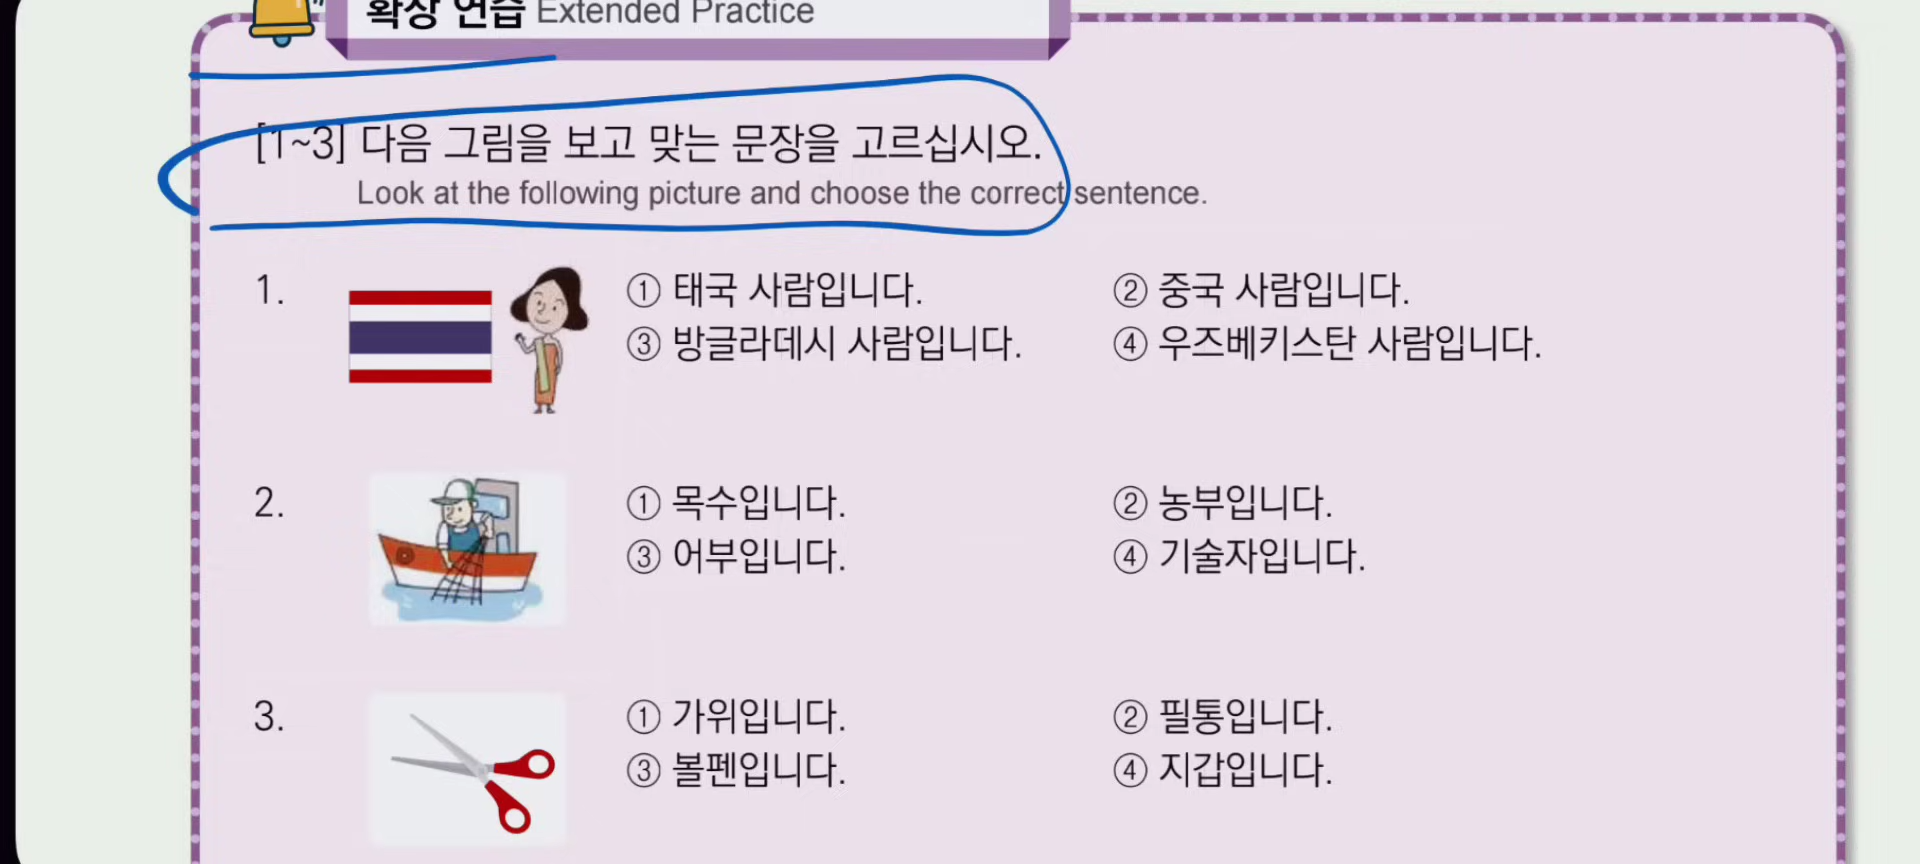 확장 연습 Extended Practice
[1~3] 다음 그림을 보고 맞는 문장을 고르십시오.
Look at the following picture and choose the correct sentence.
1.
① 태국 사람입니다. ② 중국 사람입니다.
③ 방글라데시 사람입니다. ④ 우즈베키스탄 사람입니다.
2.
① 목수입니다. ② 농부입니다.
③ 어부입니다. ④ 기술자입니다.
3.
① 가위입니다. ② 필통입니다.
③ 볼펜입니다. ④ 지갑입니다.